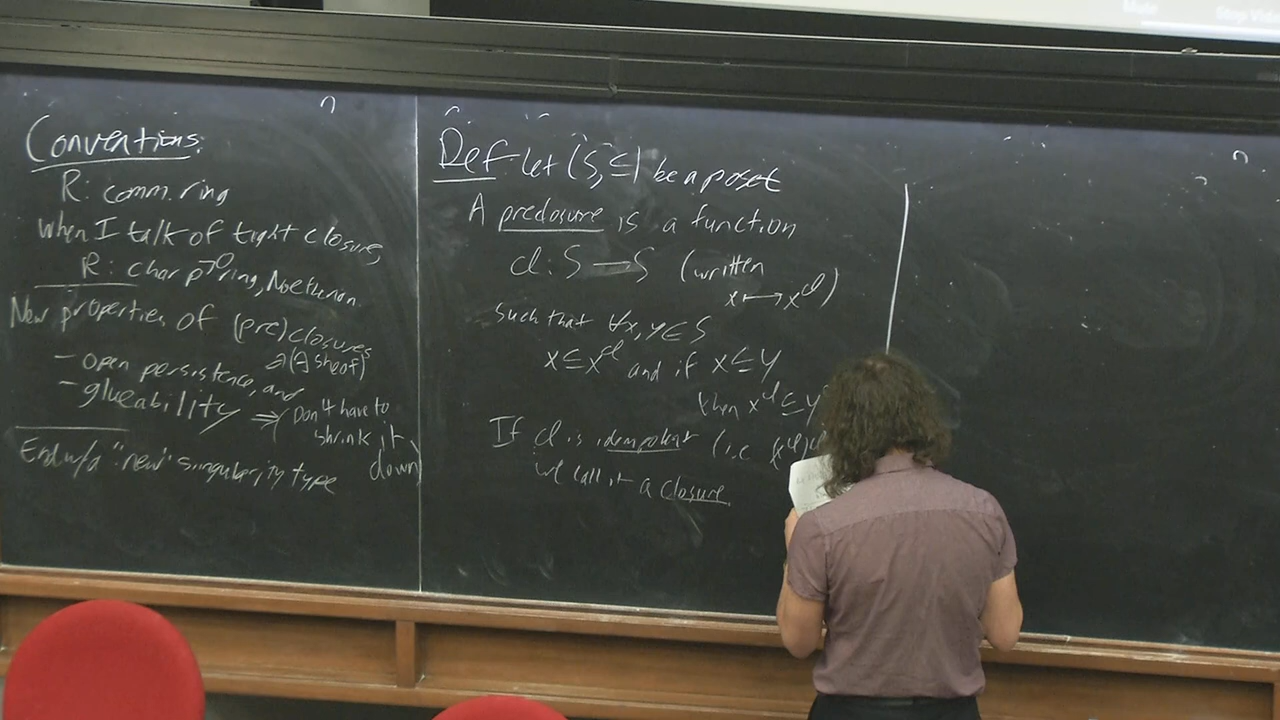 Conventions:
R: comm. ring
When I talk of tight closure,
R: char p>0 ring, Noetherian.
New properties of (pre)closures
- open persistence, and
∃(∃ sheaf)
- glueability ⇒ (Don't have to
shrink it
down)
End w/a "new" singularity type
Def - let (S, ≤) be a poset
A preclosure is a function
cl: S → S (written
x ↦ x^cl)
such that ∀x, y ∈ S
x ≤ x^cl and if x ≤ y
then x^cl ≤ y
If cl is idempotent (i.e. (x^cl)
we call it a closure.